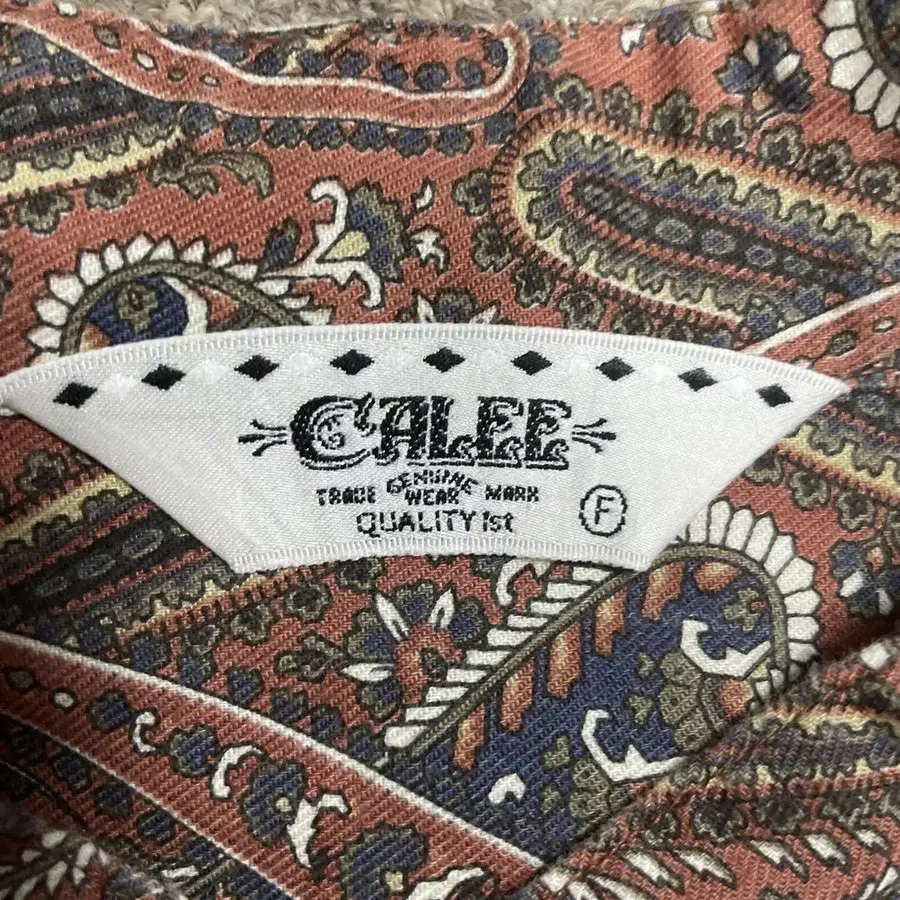 CALEE
TRADE GENUINE WEAR MARK
QUALITY 1st
F